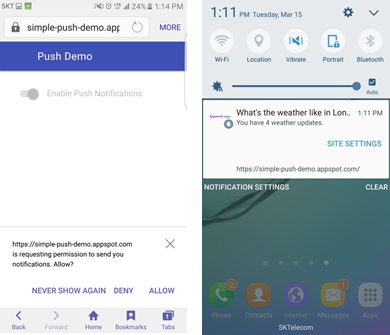 SKT 24% 1:14 PM
simple-push-demo.app MORE
Push Demo
Enable Push Notifications
https://simple-push-demo.appspot.com
is requesting permission to send you
notifications. Allow?
NEVER SHOW AGAIN DENY ALLOW
Back Forward Home Bookmarks Tabs
1:11 PM Tuesday, Mar 15
Wi-Fi Location Vibrate Portrait Bluetooth
Auto
What's the weather like in Lon.. 1:11 PM
You have 4 weather updates.
SITE SETTINGS
https://simple-push-demo.appspot.com/
NOTIFICATION SETTINGS CLEAR
2 1
Phone Contacts Internet Messages Apps
SKTelecom